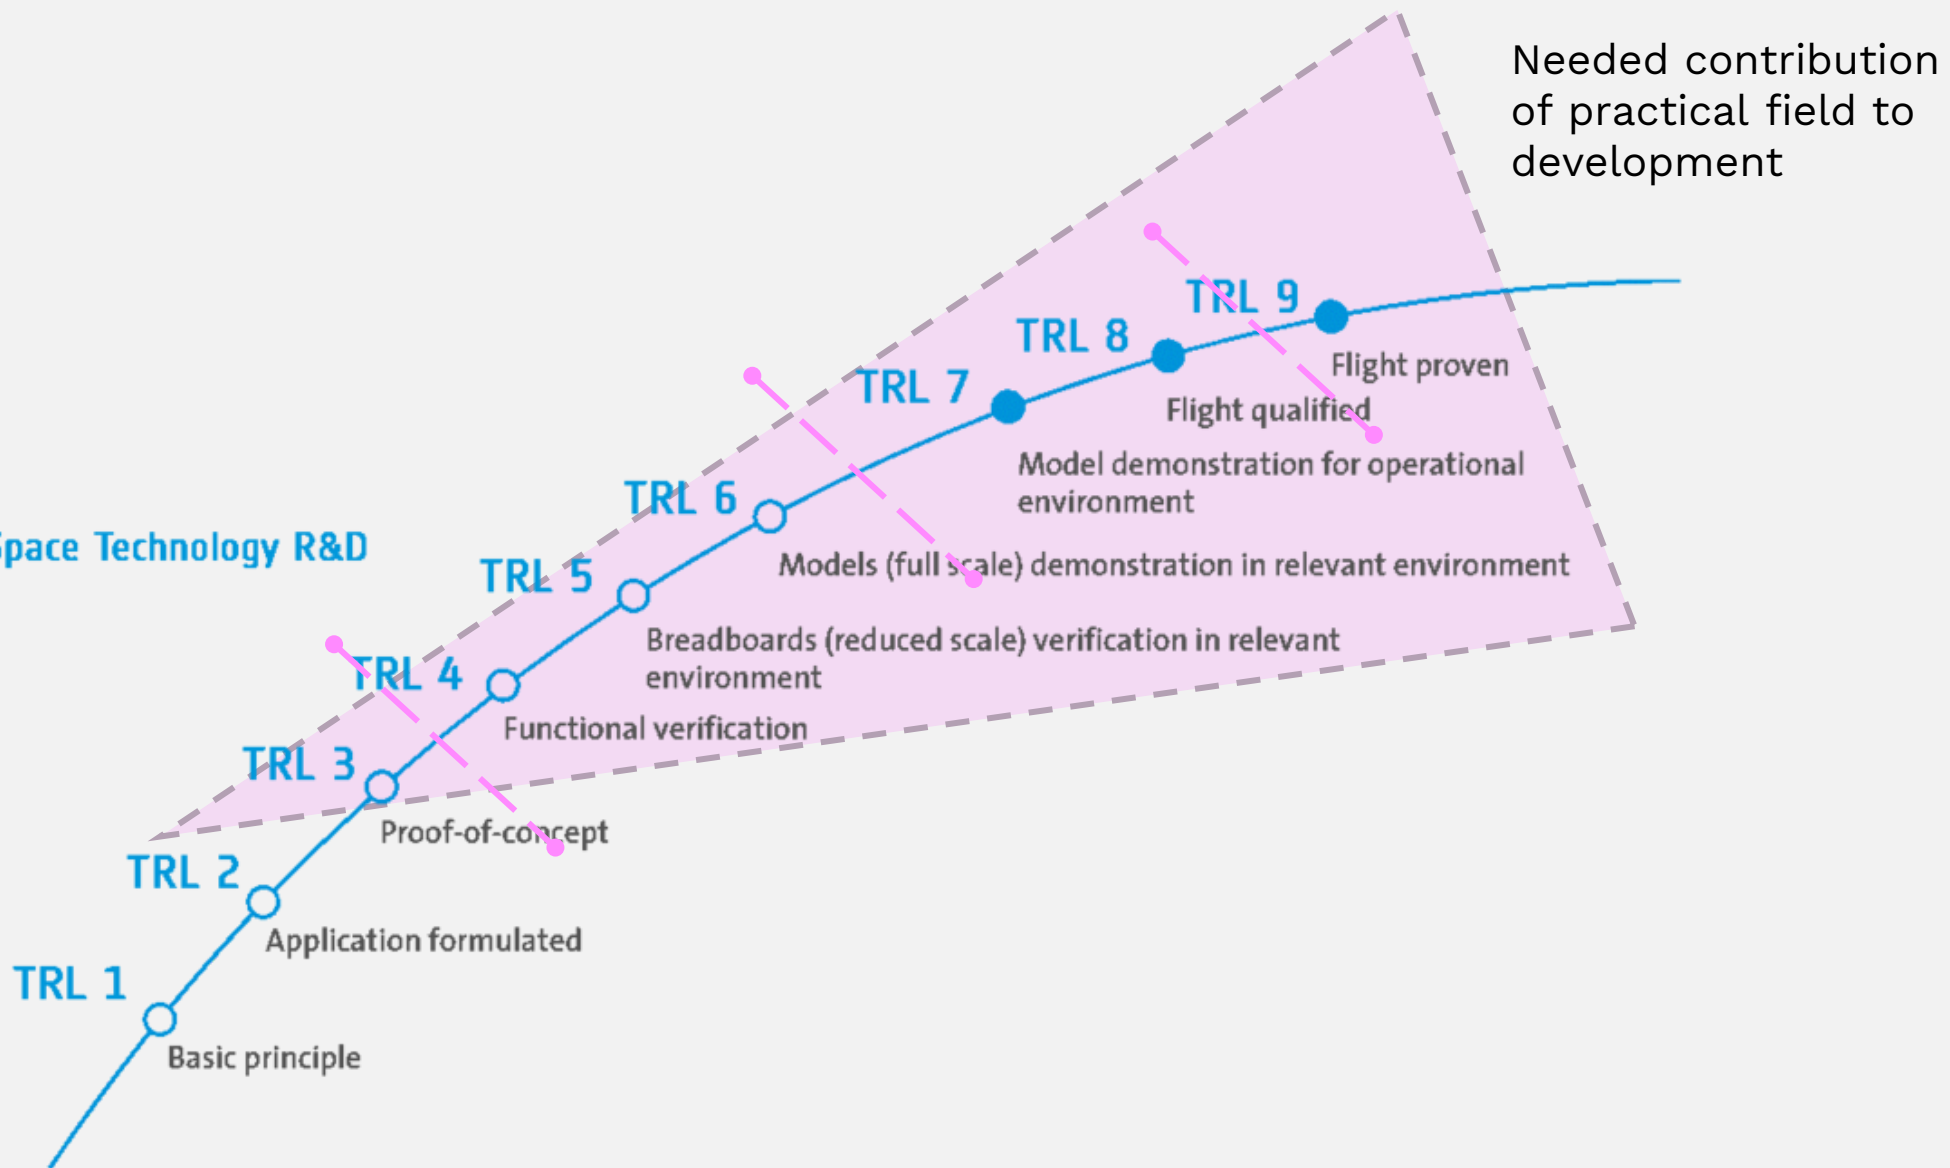 Needed contribution
of practical field to
development
TRL 9
Flight proven
TRL 8
Flight qualified
TRL 7
Model demonstration for operational
environment
TRL 6
Models (full scale) demonstration in relevant environment
Space Technology R&D
TRL 5
Breadboards (reduced scale) verification in relevant
environment
TRL 4
Functional verification
TRL 3
Proof-of-concept
TRL 2
Application formulated
TRL 1
Basic principle